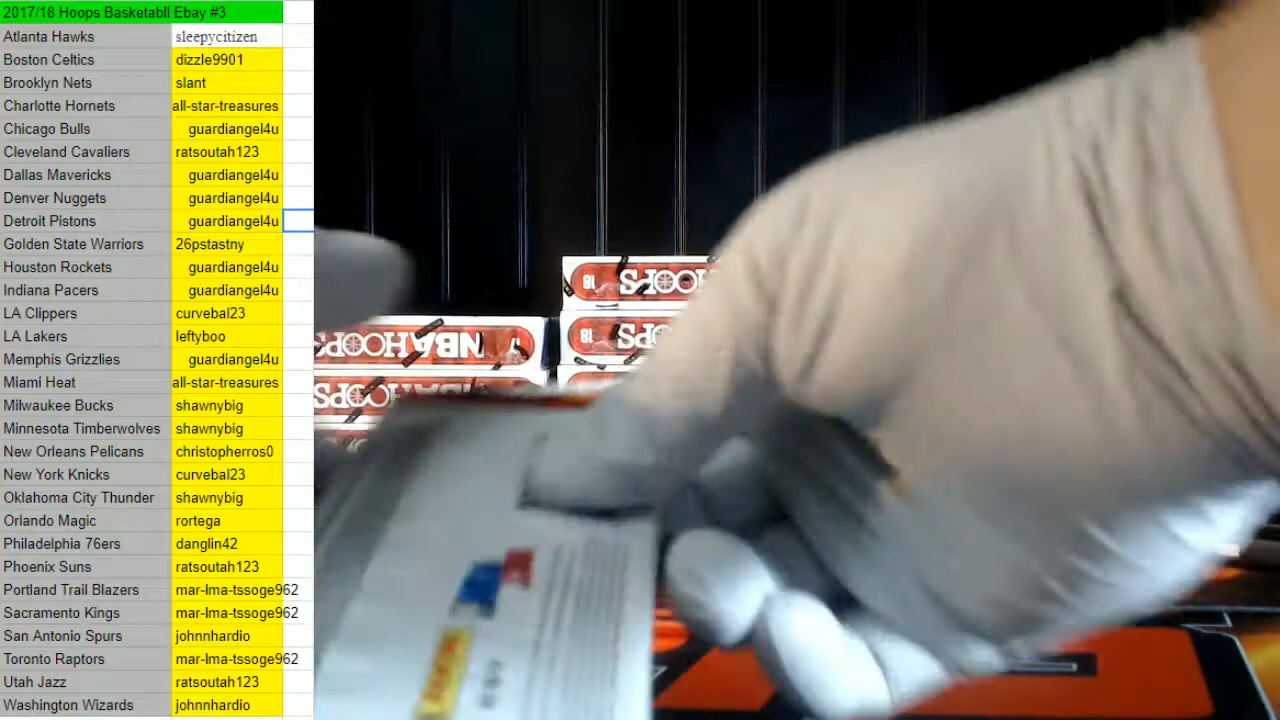 2017/18 Hoops Basketabll Ebay #3
Atlanta Hawks sleepycitizen
Boston Celtics dizzle9901
Brooklyn Nets slant
Charlotte Hornets all-star-treasures
Chicago Bulls guardiangel4u
Cleveland Cavaliers ratsoutah123
Dallas Mavericks guardiangel4u
Denver Nuggets guardiangel4u
Detroit Pistons guardiangel4u
Golden State Warriors 26pstastny
Houston Rockets guardiangel4u
Indiana Pacers guardiangel4u
LA Clippers curvebal23
LA Lakers leftyboo
Memphis Grizzlies guardiangel4u
Miami Heat all-star-treasures
Milwaukee Bucks shawnybig
Minnesota Timberwolves shawnybig
New Orleans Pelicans christopherros0
New York Knicks curvebal23
Oklahoma City Thunder shawnybig
Orlando Magic rortega
Philadelphia 76ers danglin42
Phoenix Suns ratsoutah123
Portland Trail Blazers mar-lma-tssoge962
Sacramento Kings mar-lma-tssoge962
San Antonio Spurs johnnhardio
Toronto Raptors mar-lma-tssoge962
Utah Jazz ratsoutah123
Washington Wizards johnnhardio
HOOPS 18
HOOPS 18
NBA HOOPS
NBA HOOPS